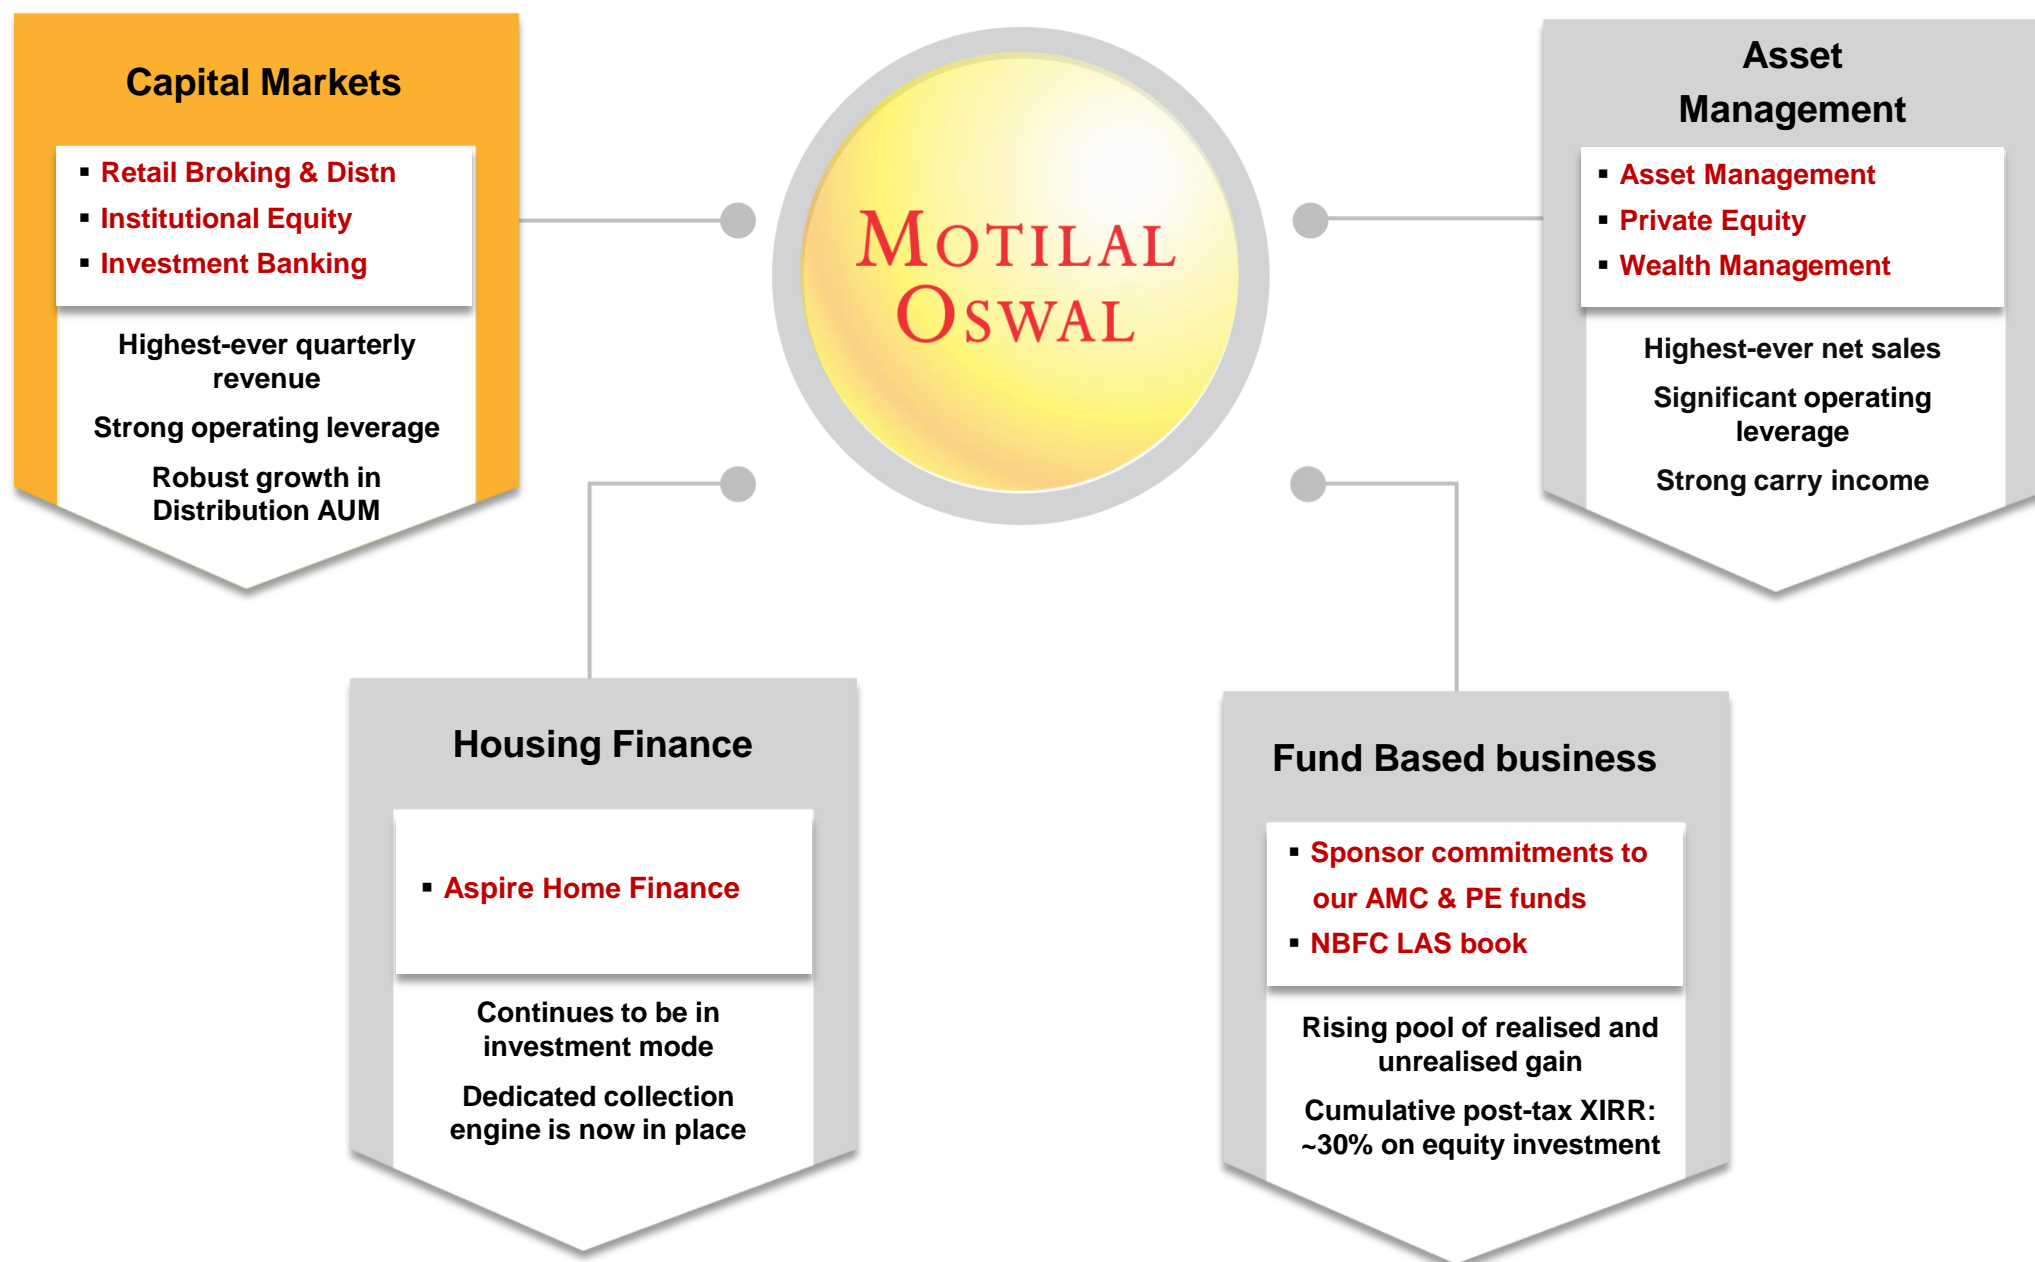 Capital Markets
▪ Retail Broking & Distn
▪ Institutional Equity
▪ Investment Banking
Highest-ever quarterly
revenue
Strong operating leverage
Robust growth in
Distribution AUM
MOTILAL
OSWAL
Asset
Management
▪ Asset Management
▪ Private Equity
▪ Wealth Management
Highest-ever net sales
Significant operating
leverage
Strong carry income
Housing Finance
▪ Aspire Home Finance
Continues to be in
investment mode
Dedicated collection
engine is now in place
Fund Based business
▪ Sponsor commitments to
our AMC & PE funds
▪ NBFC LAS book
Rising pool of realised and
unrealised gain
Cumulative post-tax XIRR:
~30% on equity investment